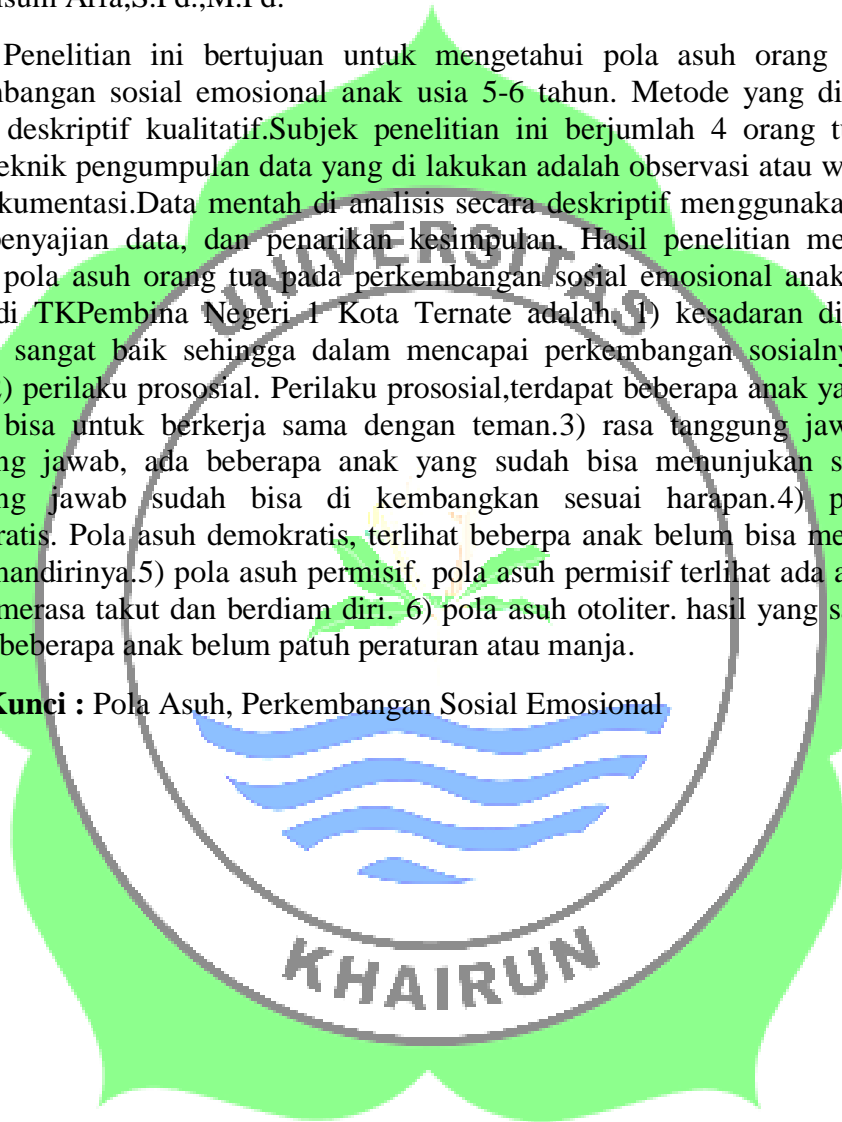 Penelitian ini bertujuan untuk mengetahui pola asuh orang
mbangan sosial emosional anak usia 5-6 tahun. Metode yang di
deskriptif kualitatif.Subjek penelitian ini berjumlah 4 orang tu
eknik pengumpulan data yang di lakukan adalah observasi atau w
kumentasi.Data mentah di analisis secara deskriptif menggunaka
penyajian data, dan penarikan kesimpulan. Hasil penelitian me
pola asuh orang tua pada perkembangan sosial emosional anak
di TKPembina Negeri 1 Kota Ternate adalah. 1) kesadaran di
sangat baik sehingga dalam mencapai perkembangan sosialny
2) perilaku prososial. Perilaku prososial,terdapat beberapa anak ya
bisa untuk berkerja sama dengan teman.3) rasa tanggung jaw
ng jawab, ada beberapa anak yang sudah bisa menunjukan s
ng jawab sudah bisa di kembangkan sesuai harapan.4) p
ratis. Pola asuh demokratis, terlihat beberpa anak belum bisa me
mandirinya.5) pola asuh permisif. pola asuh permisif terlihat ada a
merasa takut dan berdiam diri. 6) pola asuh otoliter. hasil yang s
beberapa anak belum patuh peraturan atau manja.
Kunci : Pola Asuh, Perkembangan Sosial Emosional
UNIVERSITAS
KHAIRUN